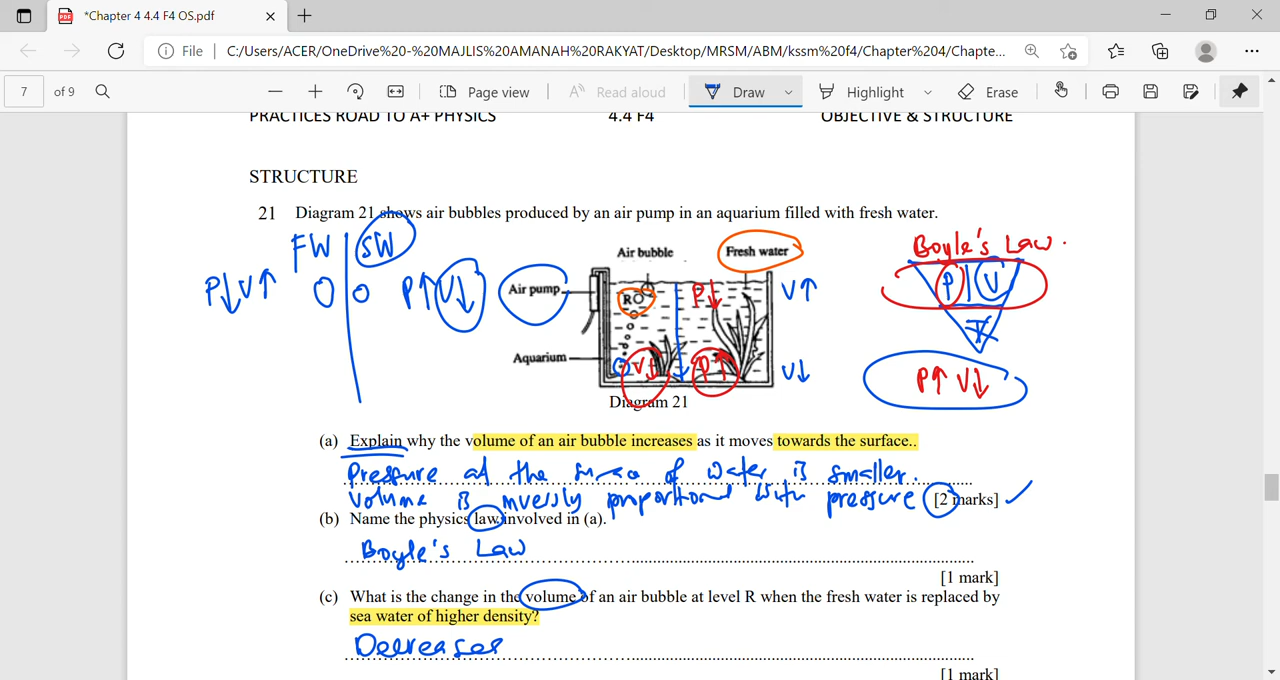 *Chapter 4 4.4 F4 OS.pdf
File
C:/Users/ACER/OneDrive%20-%20MAJLIS%20AMANAH%20RAKYAT/Desktop/MRSM/ABM/kssm%20f4/Chapter%204/Chapte...
7 of 9
Page view
Read aloud
Draw
Highlight
Erase
PRACTICES ROAD TO A+ PHYSICS 4.4 F4 OBJECTIVE & STRUCTURE
STRUCTURE
21 Diagram 21 shows air bubbles produced by an air pump in an aquarium filled with fresh water.
FW SW
Boyle's Law.
Air bubble Fresh water
P↓ V↑ O O P↑ V↓
Air pump
R P↓ V↑
P V T
Aquarium
V↓ P↑ V↓
P↑ V↓
Diagram 21
(a) Explain why the volume of an air bubble increases as it moves towards the surface..
Pressure at the surface of water is smaller.
Volume is inversly proportional with pressure [2 marks] ✓
(b) Name the physics law involved in (a).
Boyle's Law
[1 mark]
(c) What is the change in the volume of an air bubble at level R when the fresh water is replaced by
sea water of higher density?
Decreases
[1 mark]